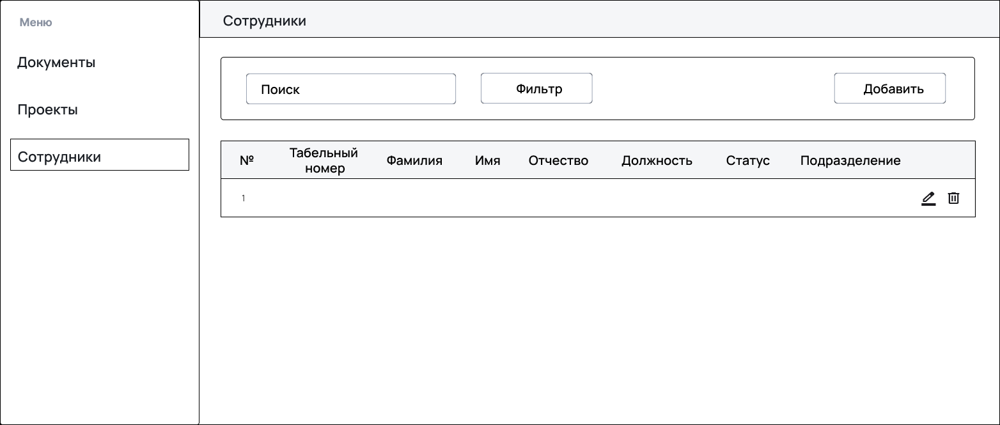 Меню
Документы
Проекты
Сотрудники
Сотрудники
Поиск
Фильтр
Добавить
№
Табельный
номер
Фамилия
Имя
Отчество
Должность
Статус
Подразделение
1